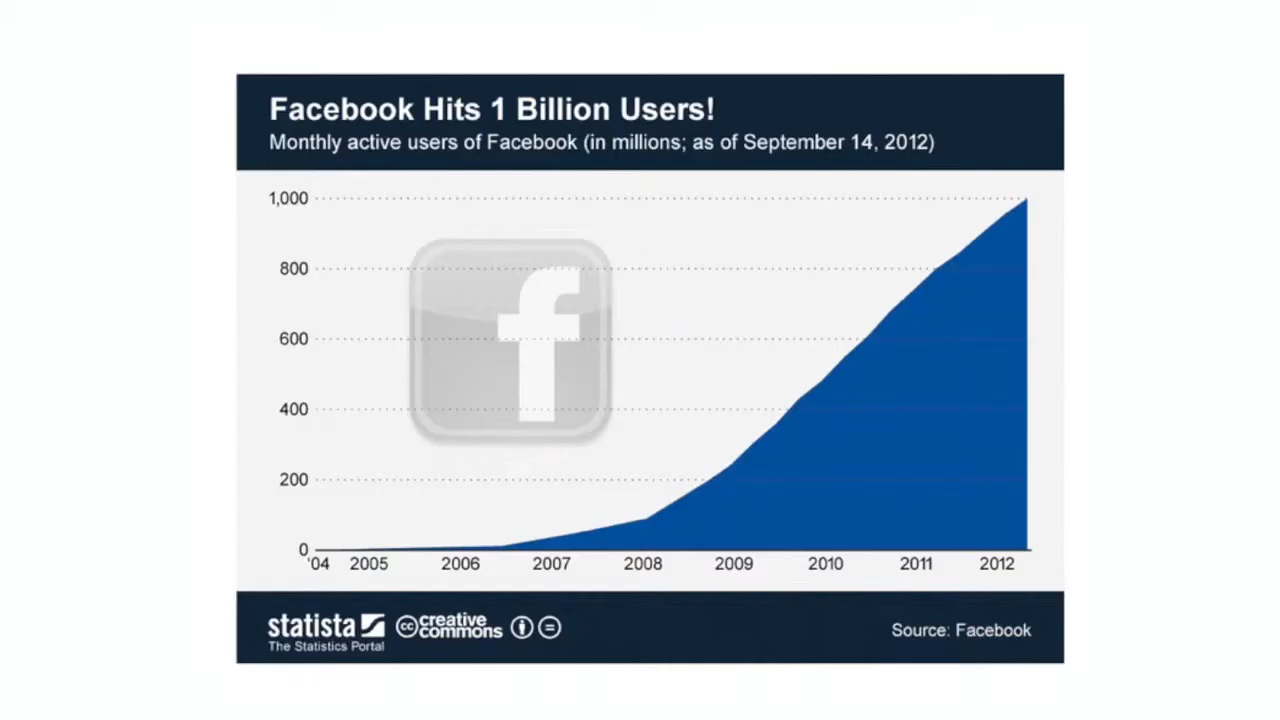 Facebook Hits 1 Billion Users!
Monthly active users of Facebook (in millions; as of September 14, 2012)
1,000
800
600
400
200
0
'04 2005 2006 2007 2008 2009 2010 2011 2012
statista
The Statistics Portal
cc creative commons
Source: Facebook